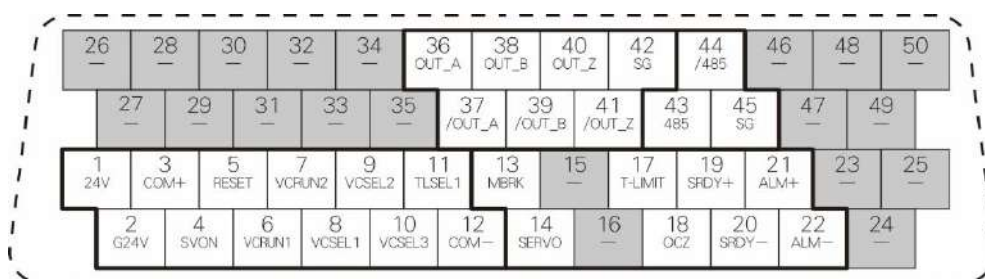 26 28 30 32 34 36 38 40 42 44 46 48 50
— — — — — OUT_A OUT_B OUT_Z SG /485 — — —
27 29 31 33 35 37 39 41 43 45 47 49
— — — — — /OUT_A /OUT_B /OUT_Z 485 SG — —
1 3 5 7 9 11 13 15 17 19 21 23 25
24V COM+ RESET VCRUN2 VCSEL2 TLSEL1 MBRK — T-LIMIT SRDY+ ALM+ — —
2 4 6 8 10 12 14 16 18 20 22 24
G24V SVON VCRUN1 VCSEL1 VCSEL3 COM— SERVO — OCZ SRDY— ALM— —